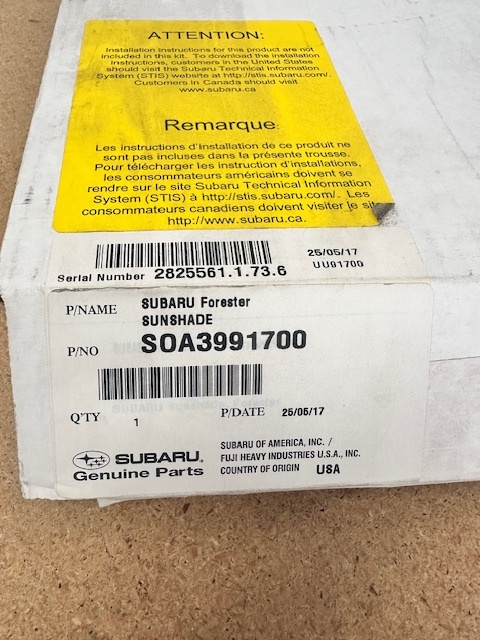 ATTENTION:
Installation Instructions for this product are not
included in this kit. To download the installation
instructions, customers in the United States
should visit the Subaru Technical Information
System (STIS) website at http://stis.subaru.com/.
Customers in Canada should visit
www.subaru.ca
Remarque:
Les instructions d'installation de ce produit ne
sont pas incluses dans la présente trousse.
Pour télécharger les instruction d'installations,
les consommateurs américains doivent se
rendre sur le site Subaru Technical Information
System (STIS) à http://stis.subaru.com/. Les
consommateurs canadiens doivent visiter le site
http://www.subaru.ca.
Serial Number 2825561.1.73.6
25/05/17
UU91700
P/NAME SUBARU Forester
SUNSHADE
P/NO SOA3991700
Q'TY 1 P/DATE 25/05/17
SUBARU
Genuine Parts
SUBARU OF AMERICA, INC. /
FUJI HEAVY INDUSTRIES U.S.A., INC.
COUNTRY OF ORIGIN USA